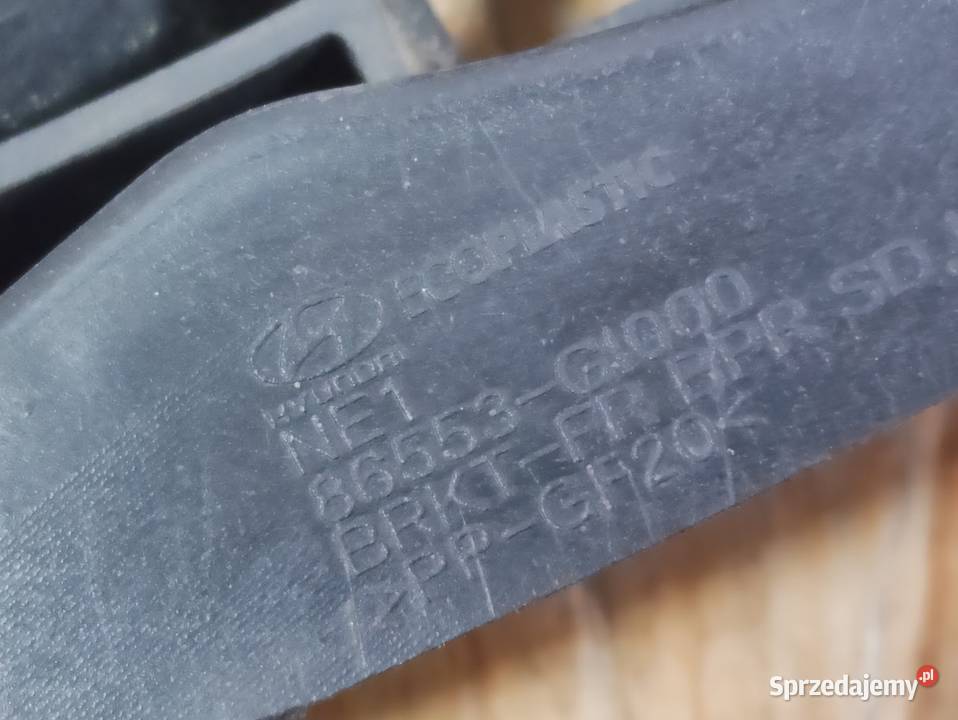 ECOPLASTIC
HYUNDAI
NE1
86553-GI000
BRKT-FR BPR SD
>PP-GF20<
Sprzedajemy.pl